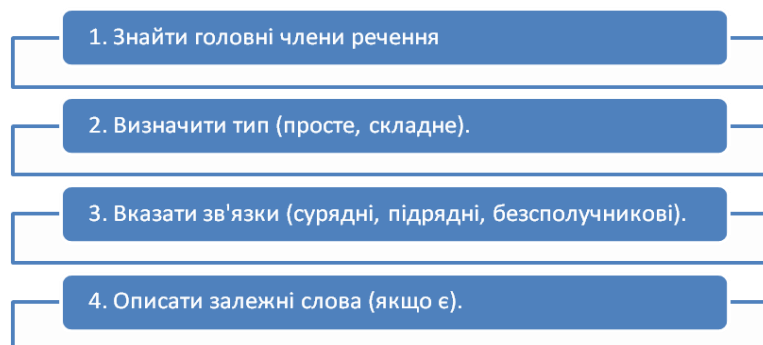 1. Знайти головні члени речення
2. Визначити тип (просте, складне).
3. Вказати зв'язки (сурядні, підрядні, безсполучникові).
4. Описати залежні слова (якщо є).